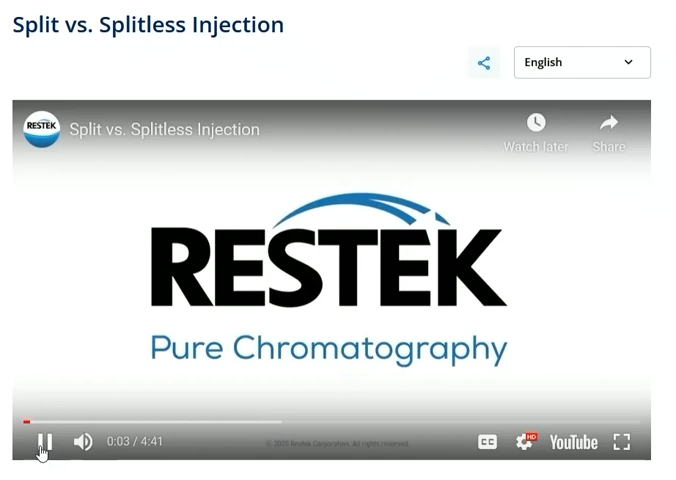 Split vs. Splitless Injection
English
RESTEK
Split vs. Splitless Injection
Watch later
Share
RESTEK
Pure Chromatography
0:03 / 4:41
© 2020 Restek Corporation. All rights reserved.
CC
HD
YouTube